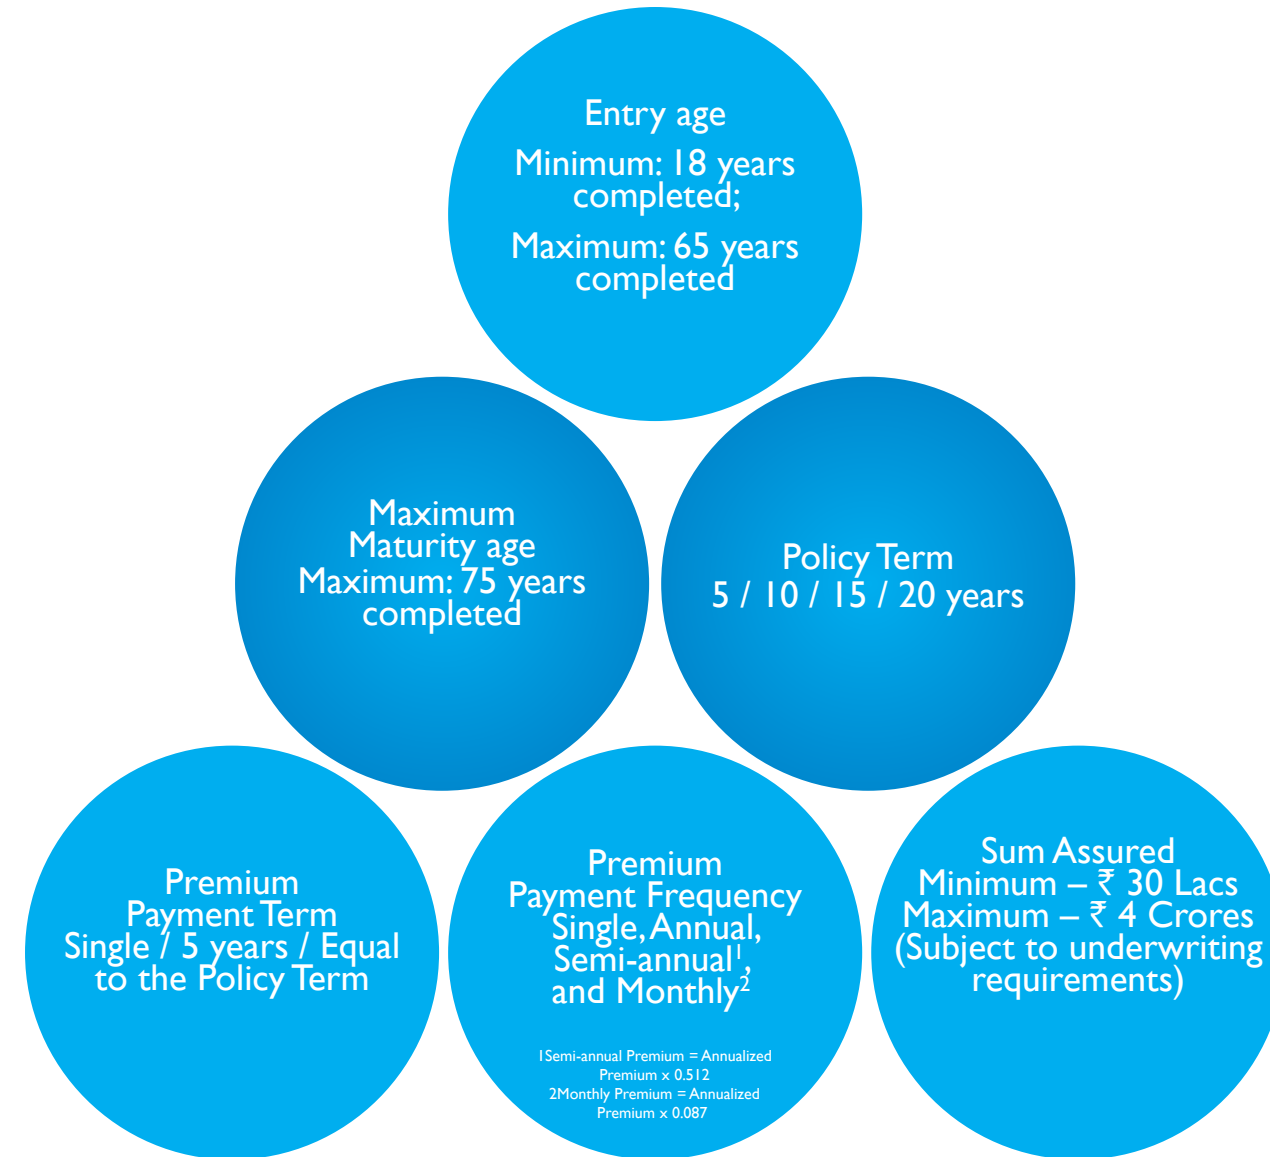 Entry age
Minimum: 18 years
completed;
Maximum: 65 years
completed
Maximum
Maturity age
Maximum: 75 years
completed
Policy Term
5 / 10 / 15 / 20 years
Premium
Payment Term
Single / 5 years / Equal
to the Policy Term
Premium
Payment Frequency
Single, Annual,
Semi-annual¹,
and Monthly²
1Semi-annual Premium = Annualized
Premium x 0.512
2Monthly Premium = Annualized
Premium x 0.087
Sum Assured
Minimum – ₹ 30 Lacs
Maximum – ₹ 4 Crores
(Subject to underwriting
requirements)